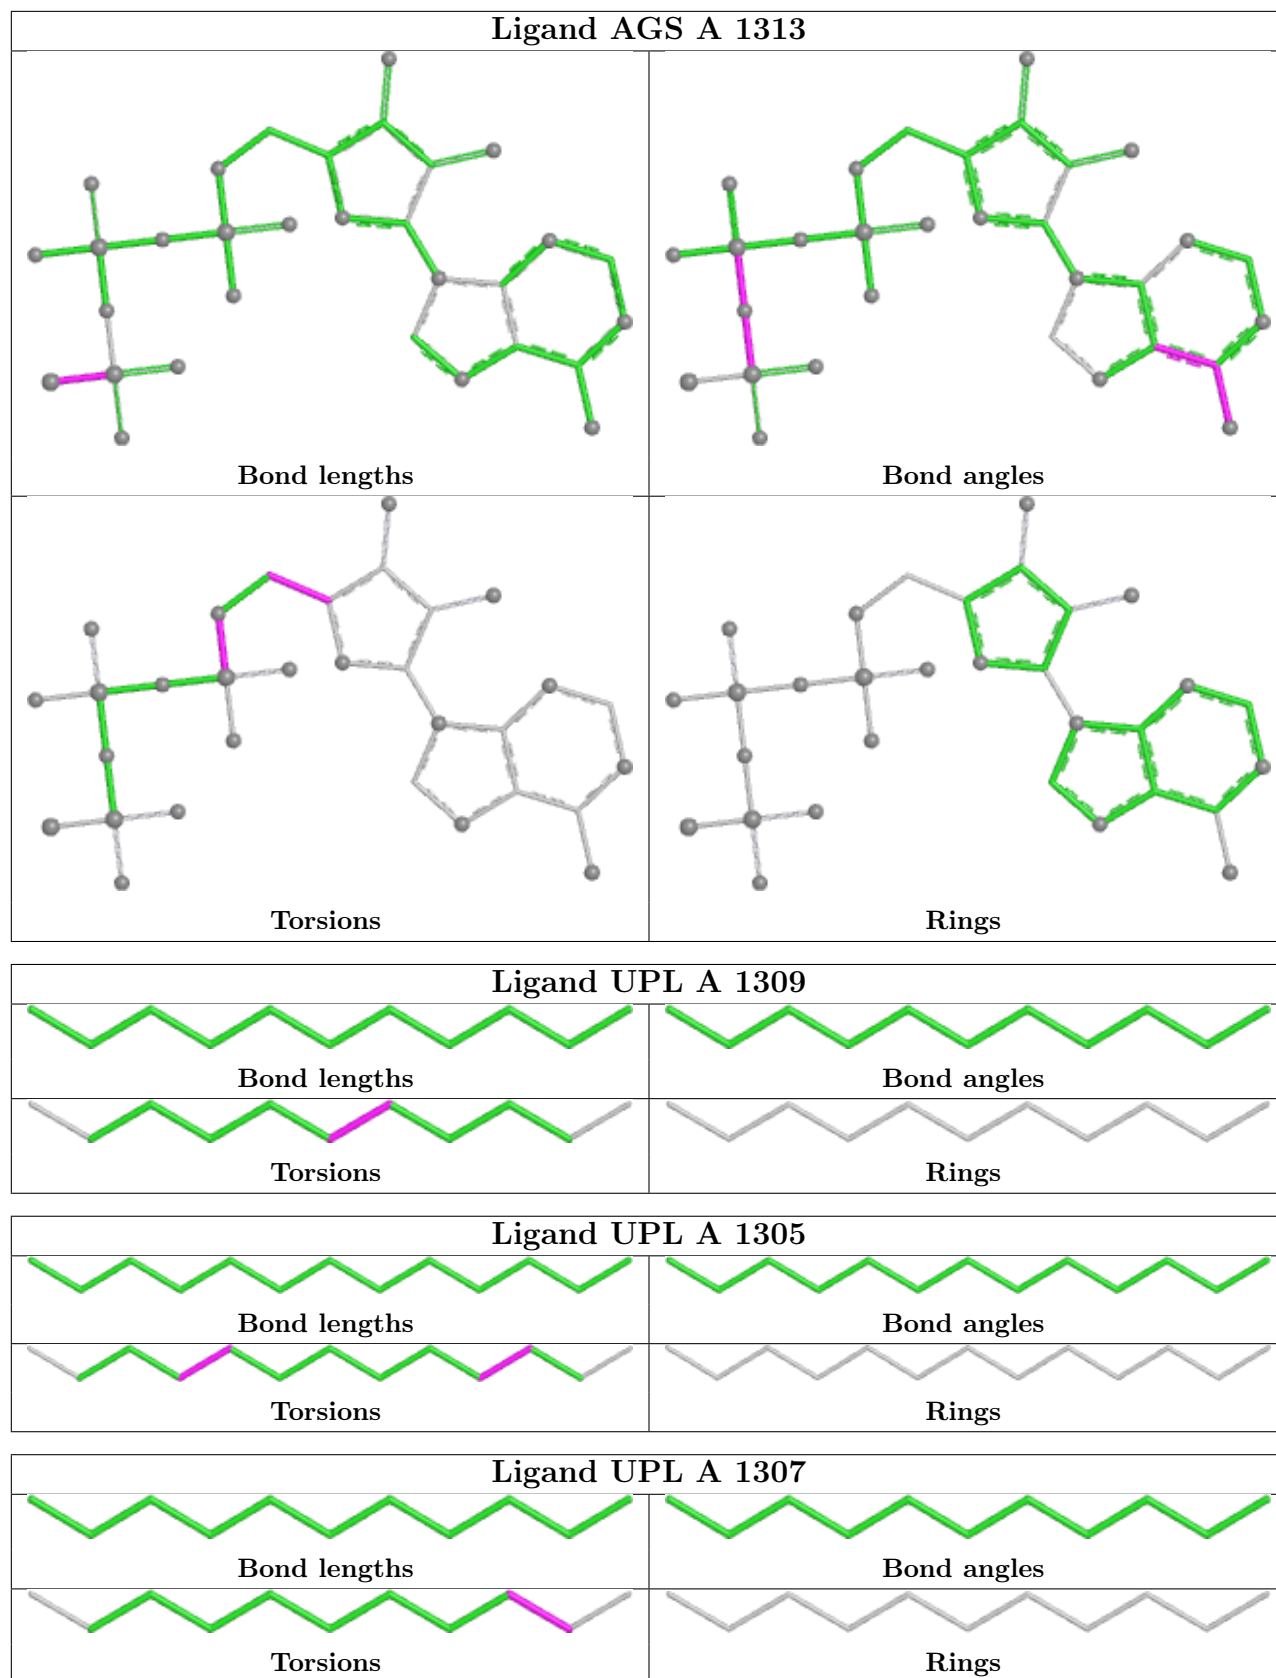 Ligand AGS A 1313
Bond lengths
Bond angles
Torsions
Rings
Ligand UPL A 1309
Bond lengths
Bond angles
Torsions
Rings
Ligand UPL A 1305
Bond lengths
Bond angles
Torsions
Rings
Ligand UPL A 1307
Bond lengths
Bond angles
Torsions
Rings